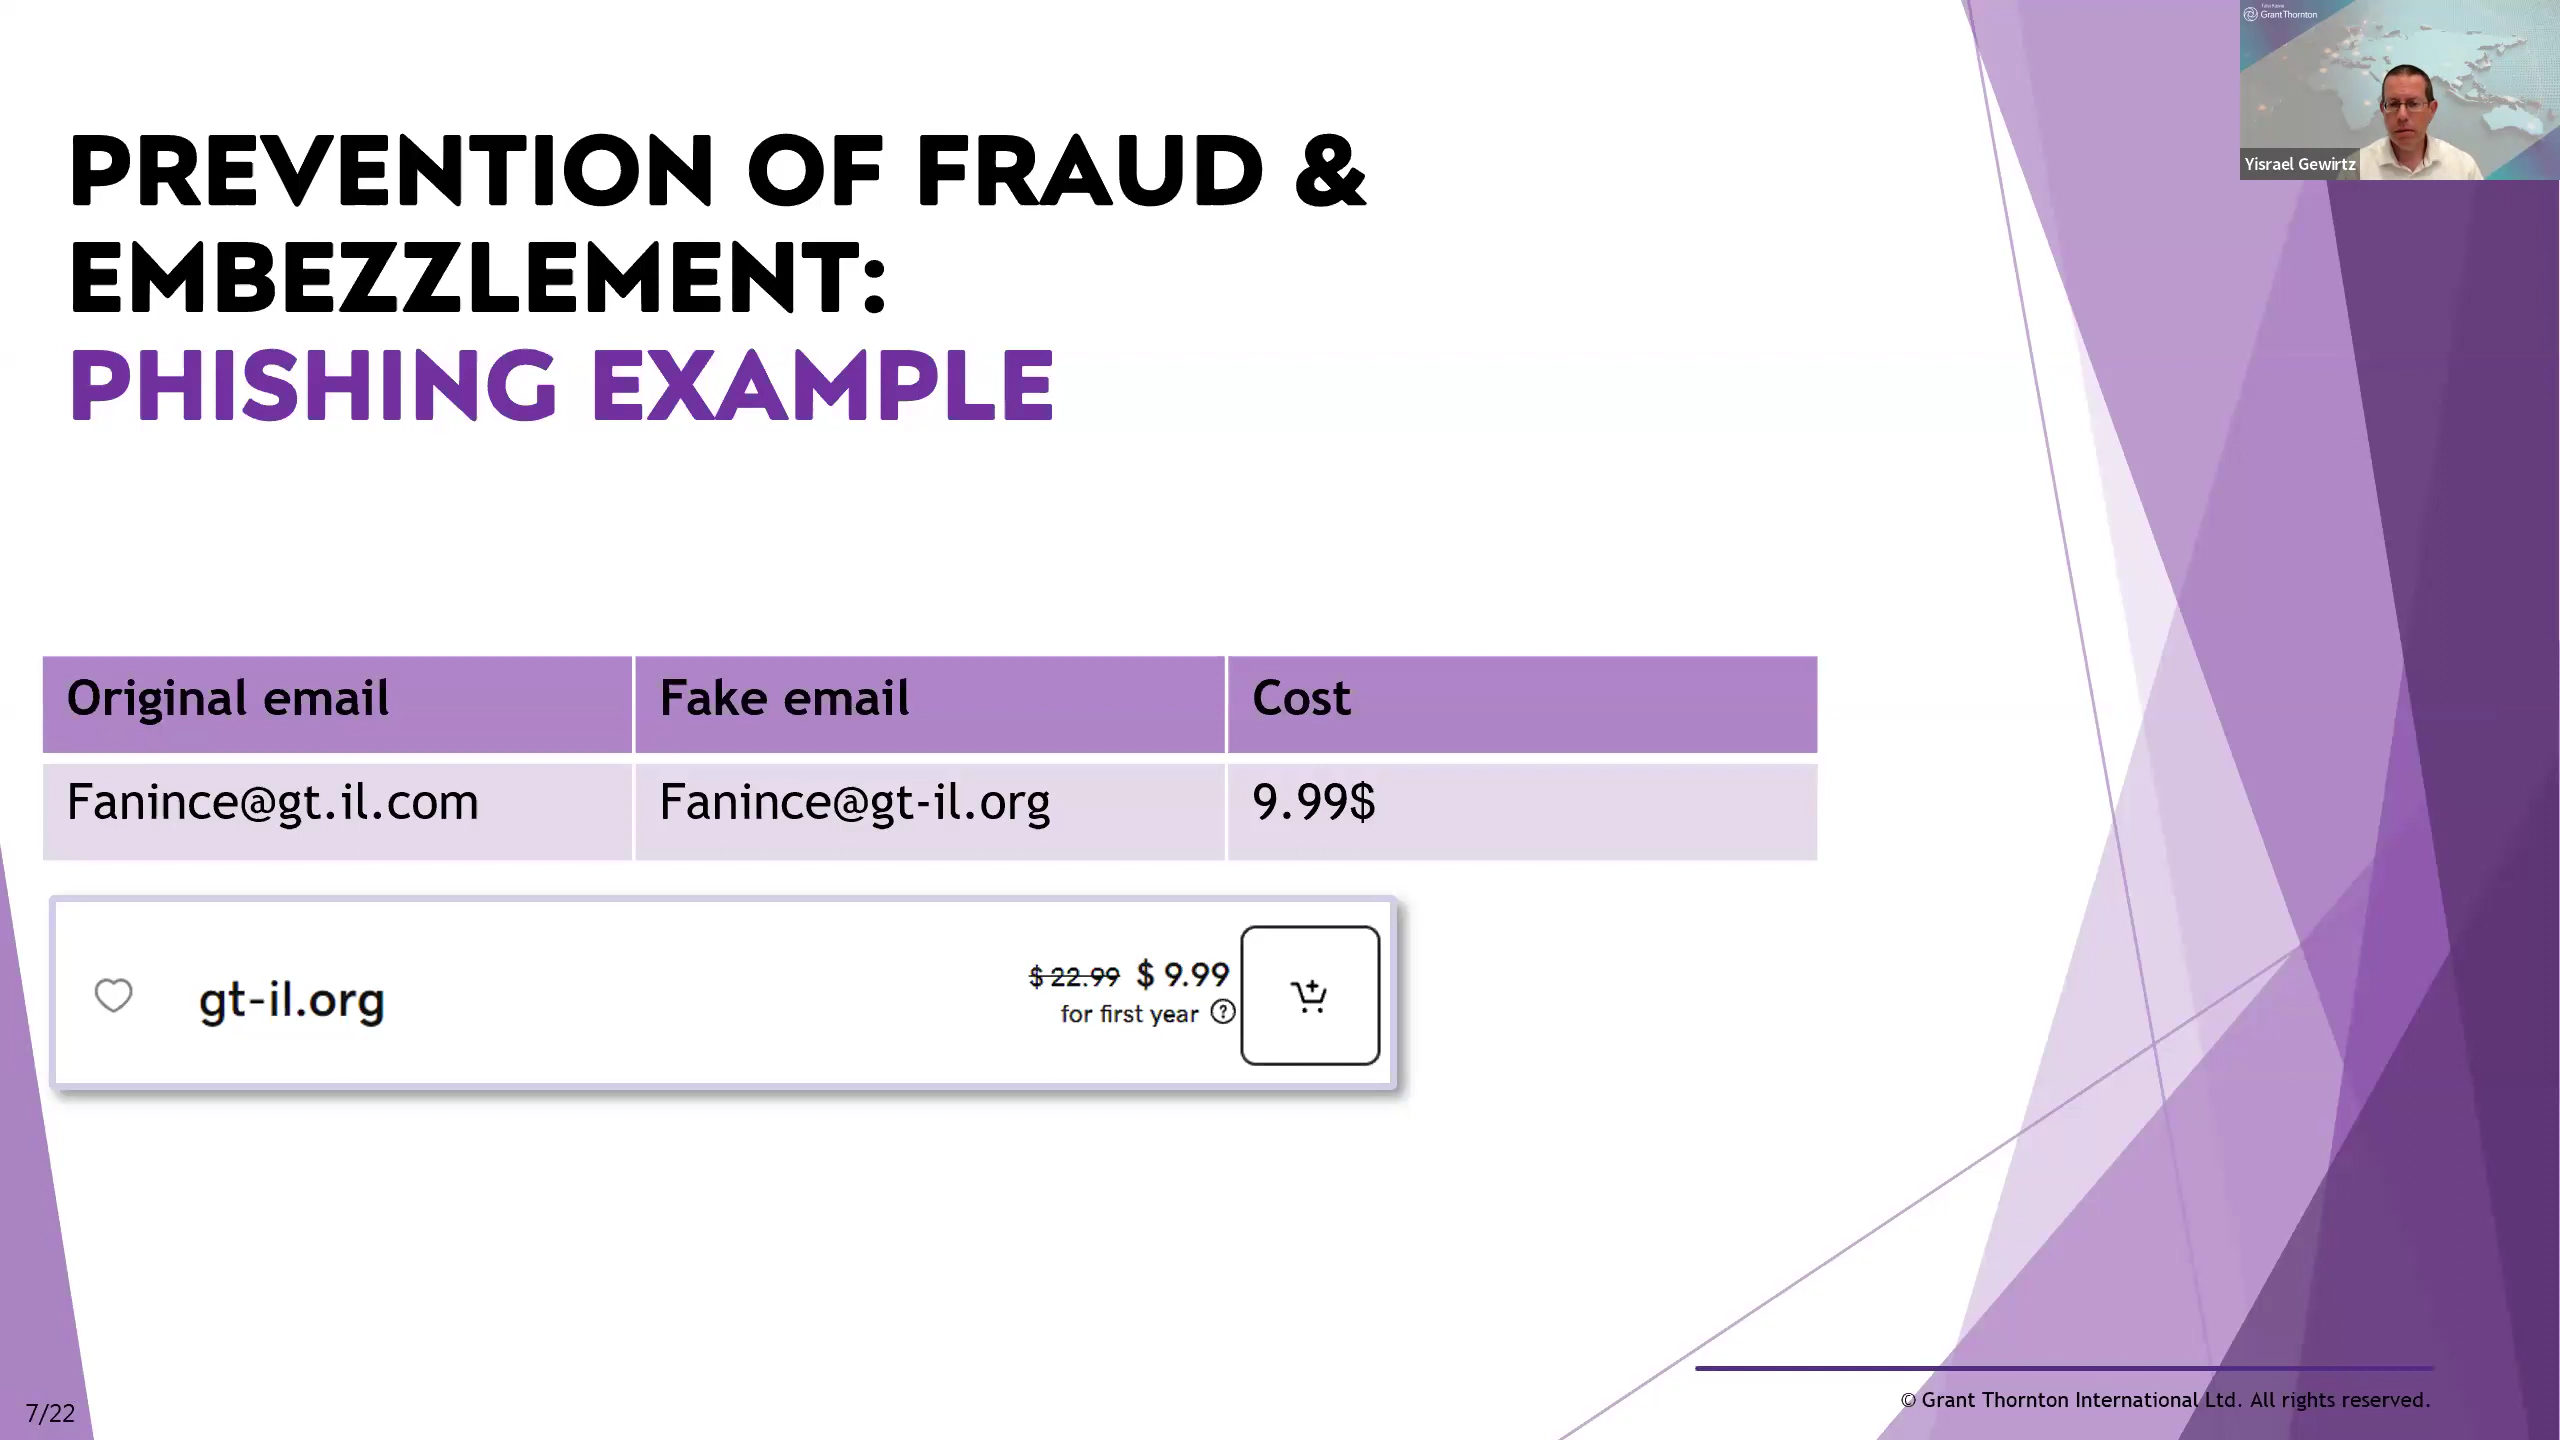 GrantThornton
Yisrael Gewirtz
PREVENTION OF FRAUD &
EMBEZZLEMENT:
PHISHING EXAMPLE
Original email Fake email Cost
Fanince@gt.il.com Fanince@gt-il.org 9.99$
gt-il.org $ 22.99 $ 9.99
for first year ?
7/22
© Grant Thornton International Ltd. All rights reserved.